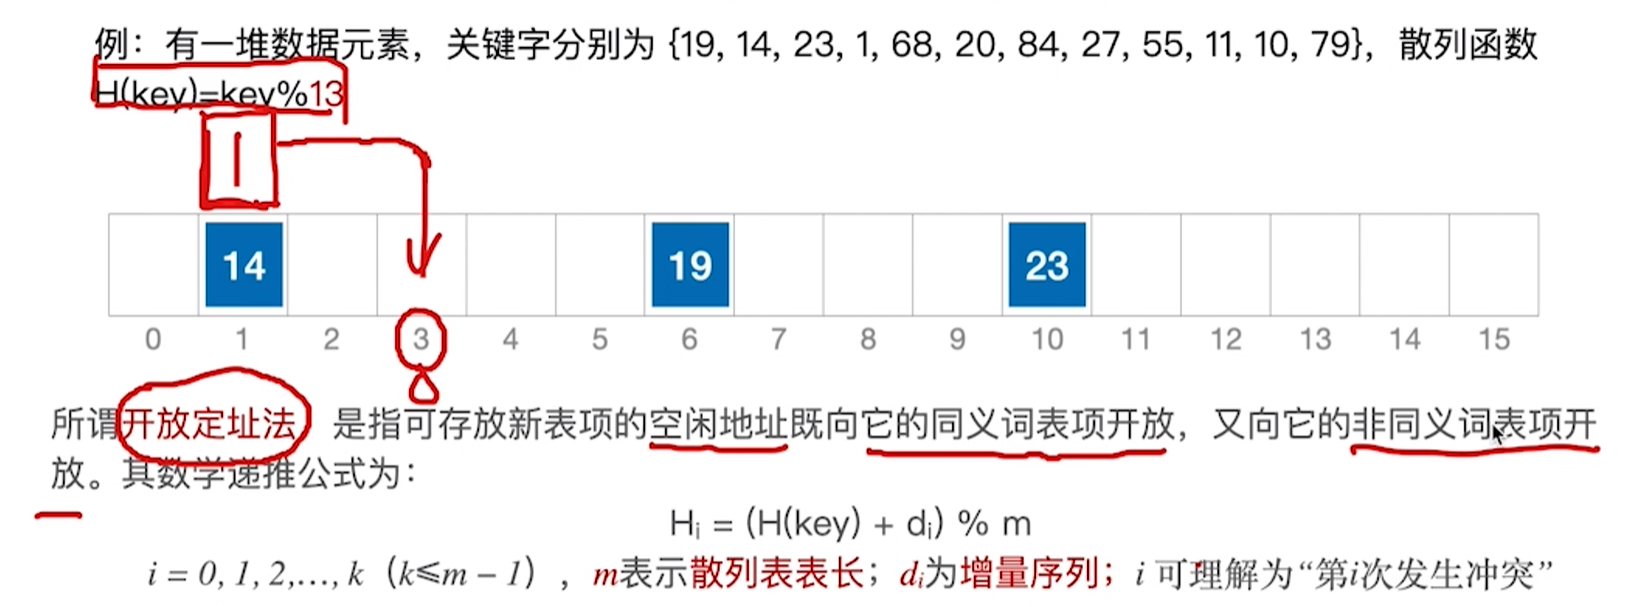 例：有一堆数据元素，关键字分别为 {19, 14, 23, 1, 68, 20, 84, 27, 55, 11, 10, 79}，散列函数
H(key)=key%13
1
14 19 23
0 1 2 3 4 5 6 7 8 9 10 11 12 13 14 15
所谓开放定址法 是指可存放新表项的空闲地址既向它的同义词表项开放，又向它的非同义词表项开
放。其数学递推公式为：
Hᵢ = (H(key) + dᵢ) % m
i = 0, 1, 2,…, k（k≤m − 1），m表示散列表表长；dᵢ为增量序列；i 可理解为“第i次发生冲突”